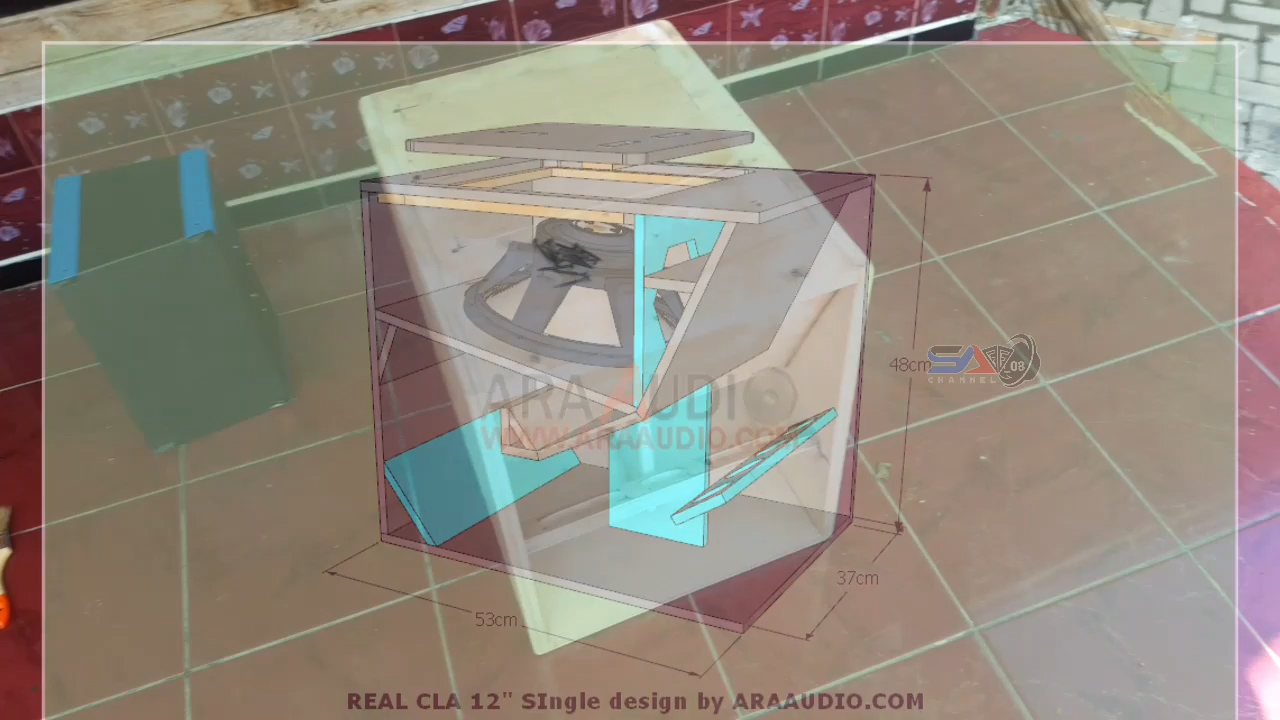 48cm
SA
08
CHANNEL
ARAAUDIO
WWW.ARAAUDIO.COM
37cm
53cm
REAL CLA 12" SIngle design by ARAAUDIO.COM